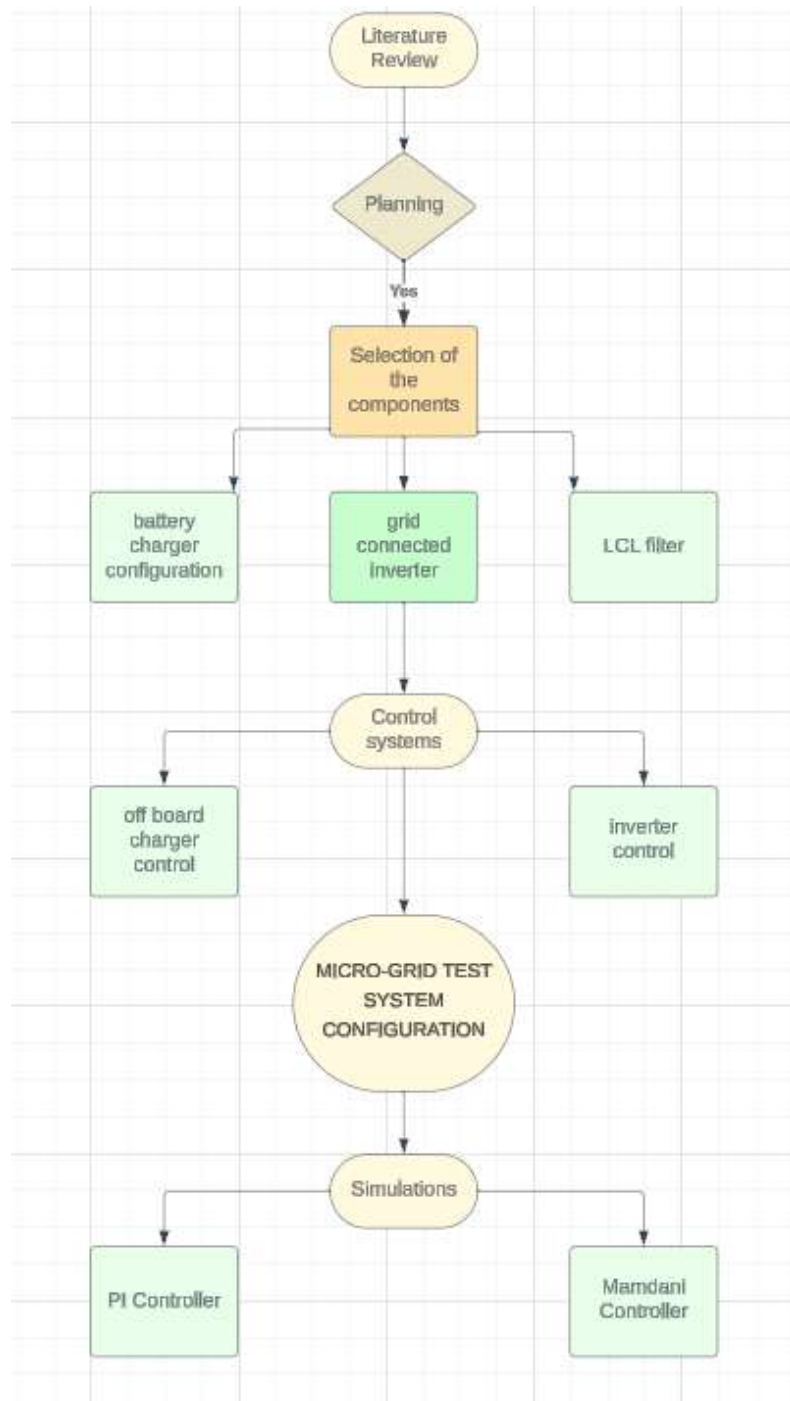 Literature
Review
Planning
Yes
Selection of
the
components
battery
charger
configuration
grid
connected
inverter
LCL filter
Control
systems
off board
charger
control
inverter
control
MICRO-GRID TEST
SYSTEM
CONFIGURATION
Simulations
PI Controller
Mamdani
Controller